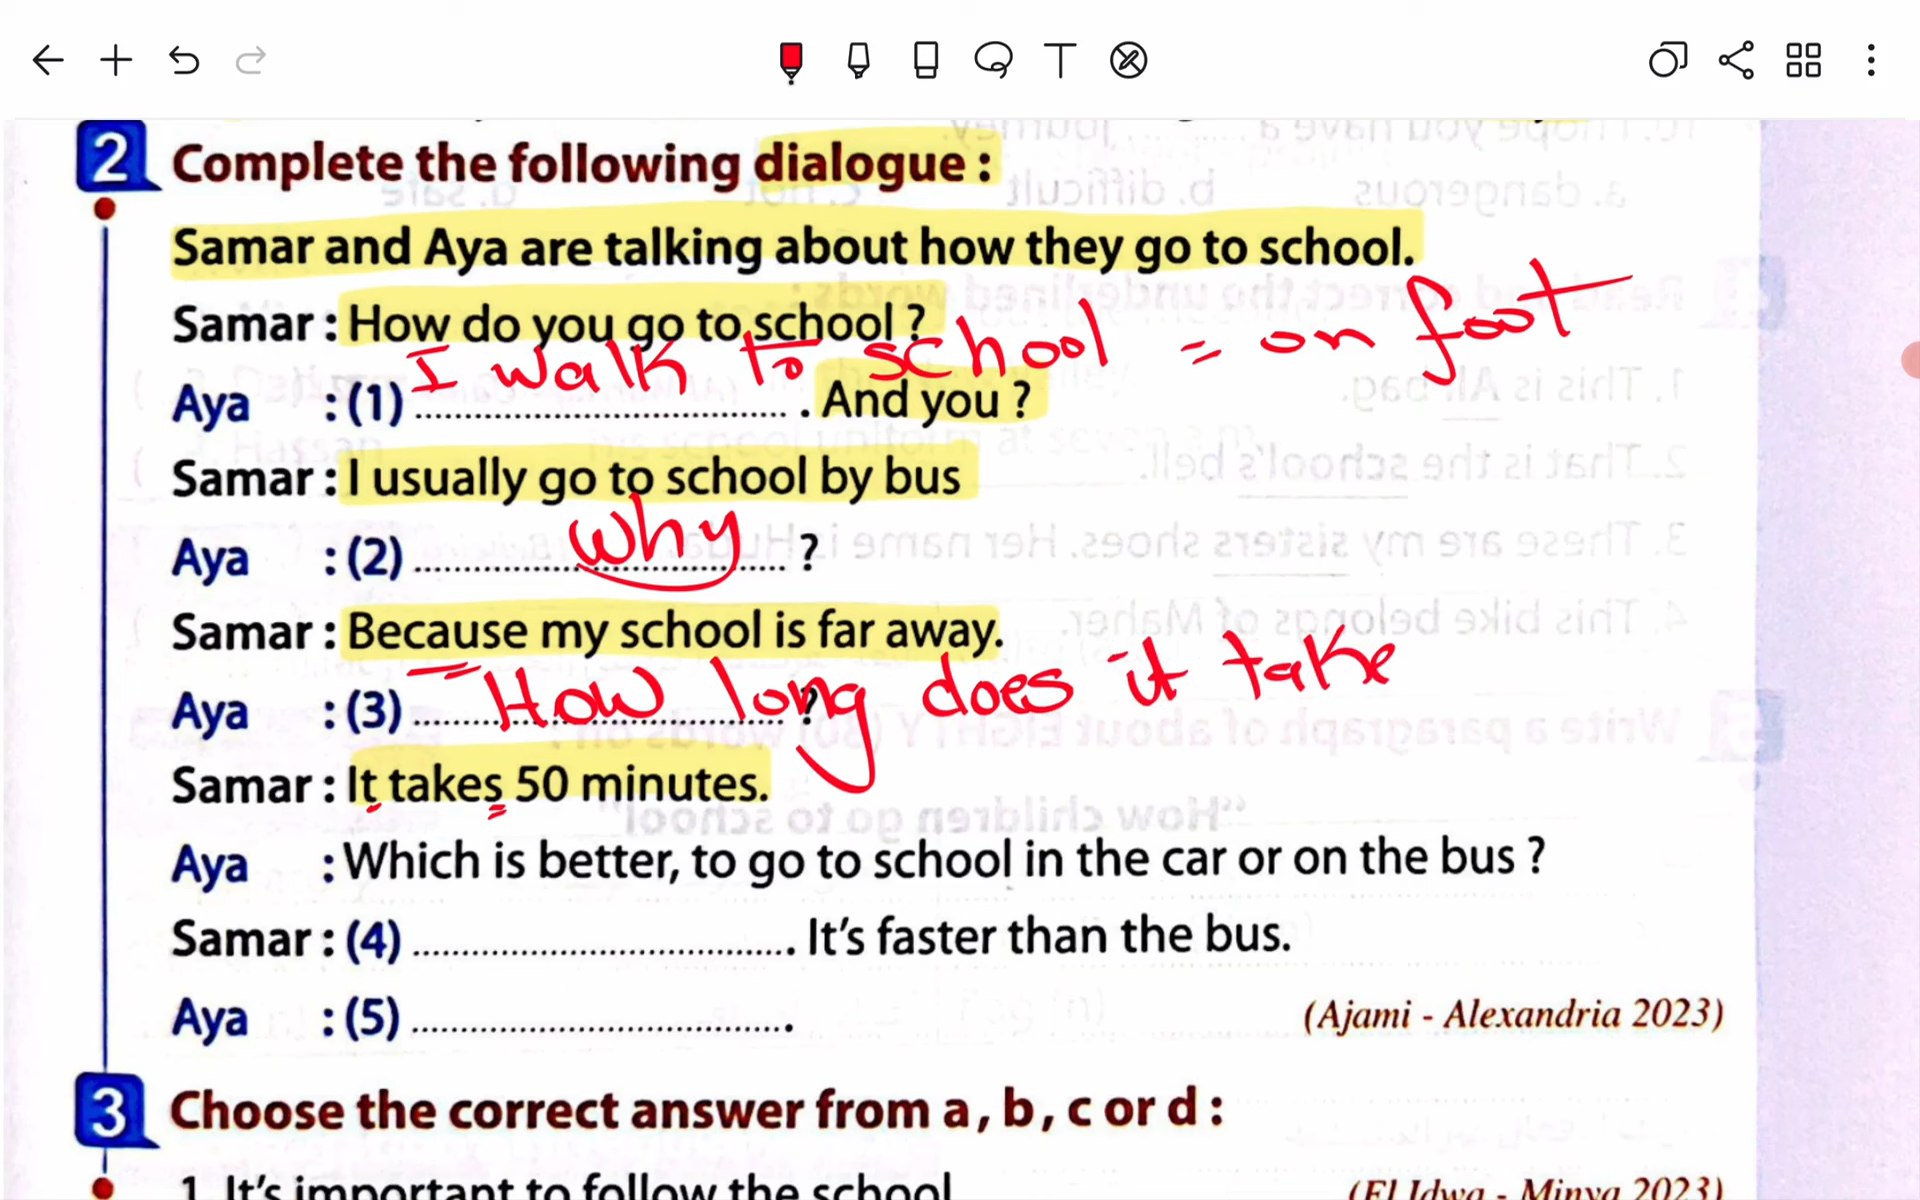 2 Complete the following dialogue :
Samar and Aya are talking about how they go to school.
Samar : How do you go to school ?
I walk to school = on foot
Aya : (1) ........................................ . And you ?
Samar : I usually go to school by bus
why
Aya : (2) ........................................ ?
Samar : Because my school is far away.
How long does it take
Aya : (3) ........................................ ?
Samar : It takes 50 minutes.
Aya : Which is better, to go to school in the car or on the bus ?
Samar : (4) ........................................ . It's faster than the bus.
Aya : (5) ........................................ . (Ajami - Alexandria 2023)
3 Choose the correct answer from a , b , c or d :
1. It's important to follow the school (El Idwa - Minya 2023)